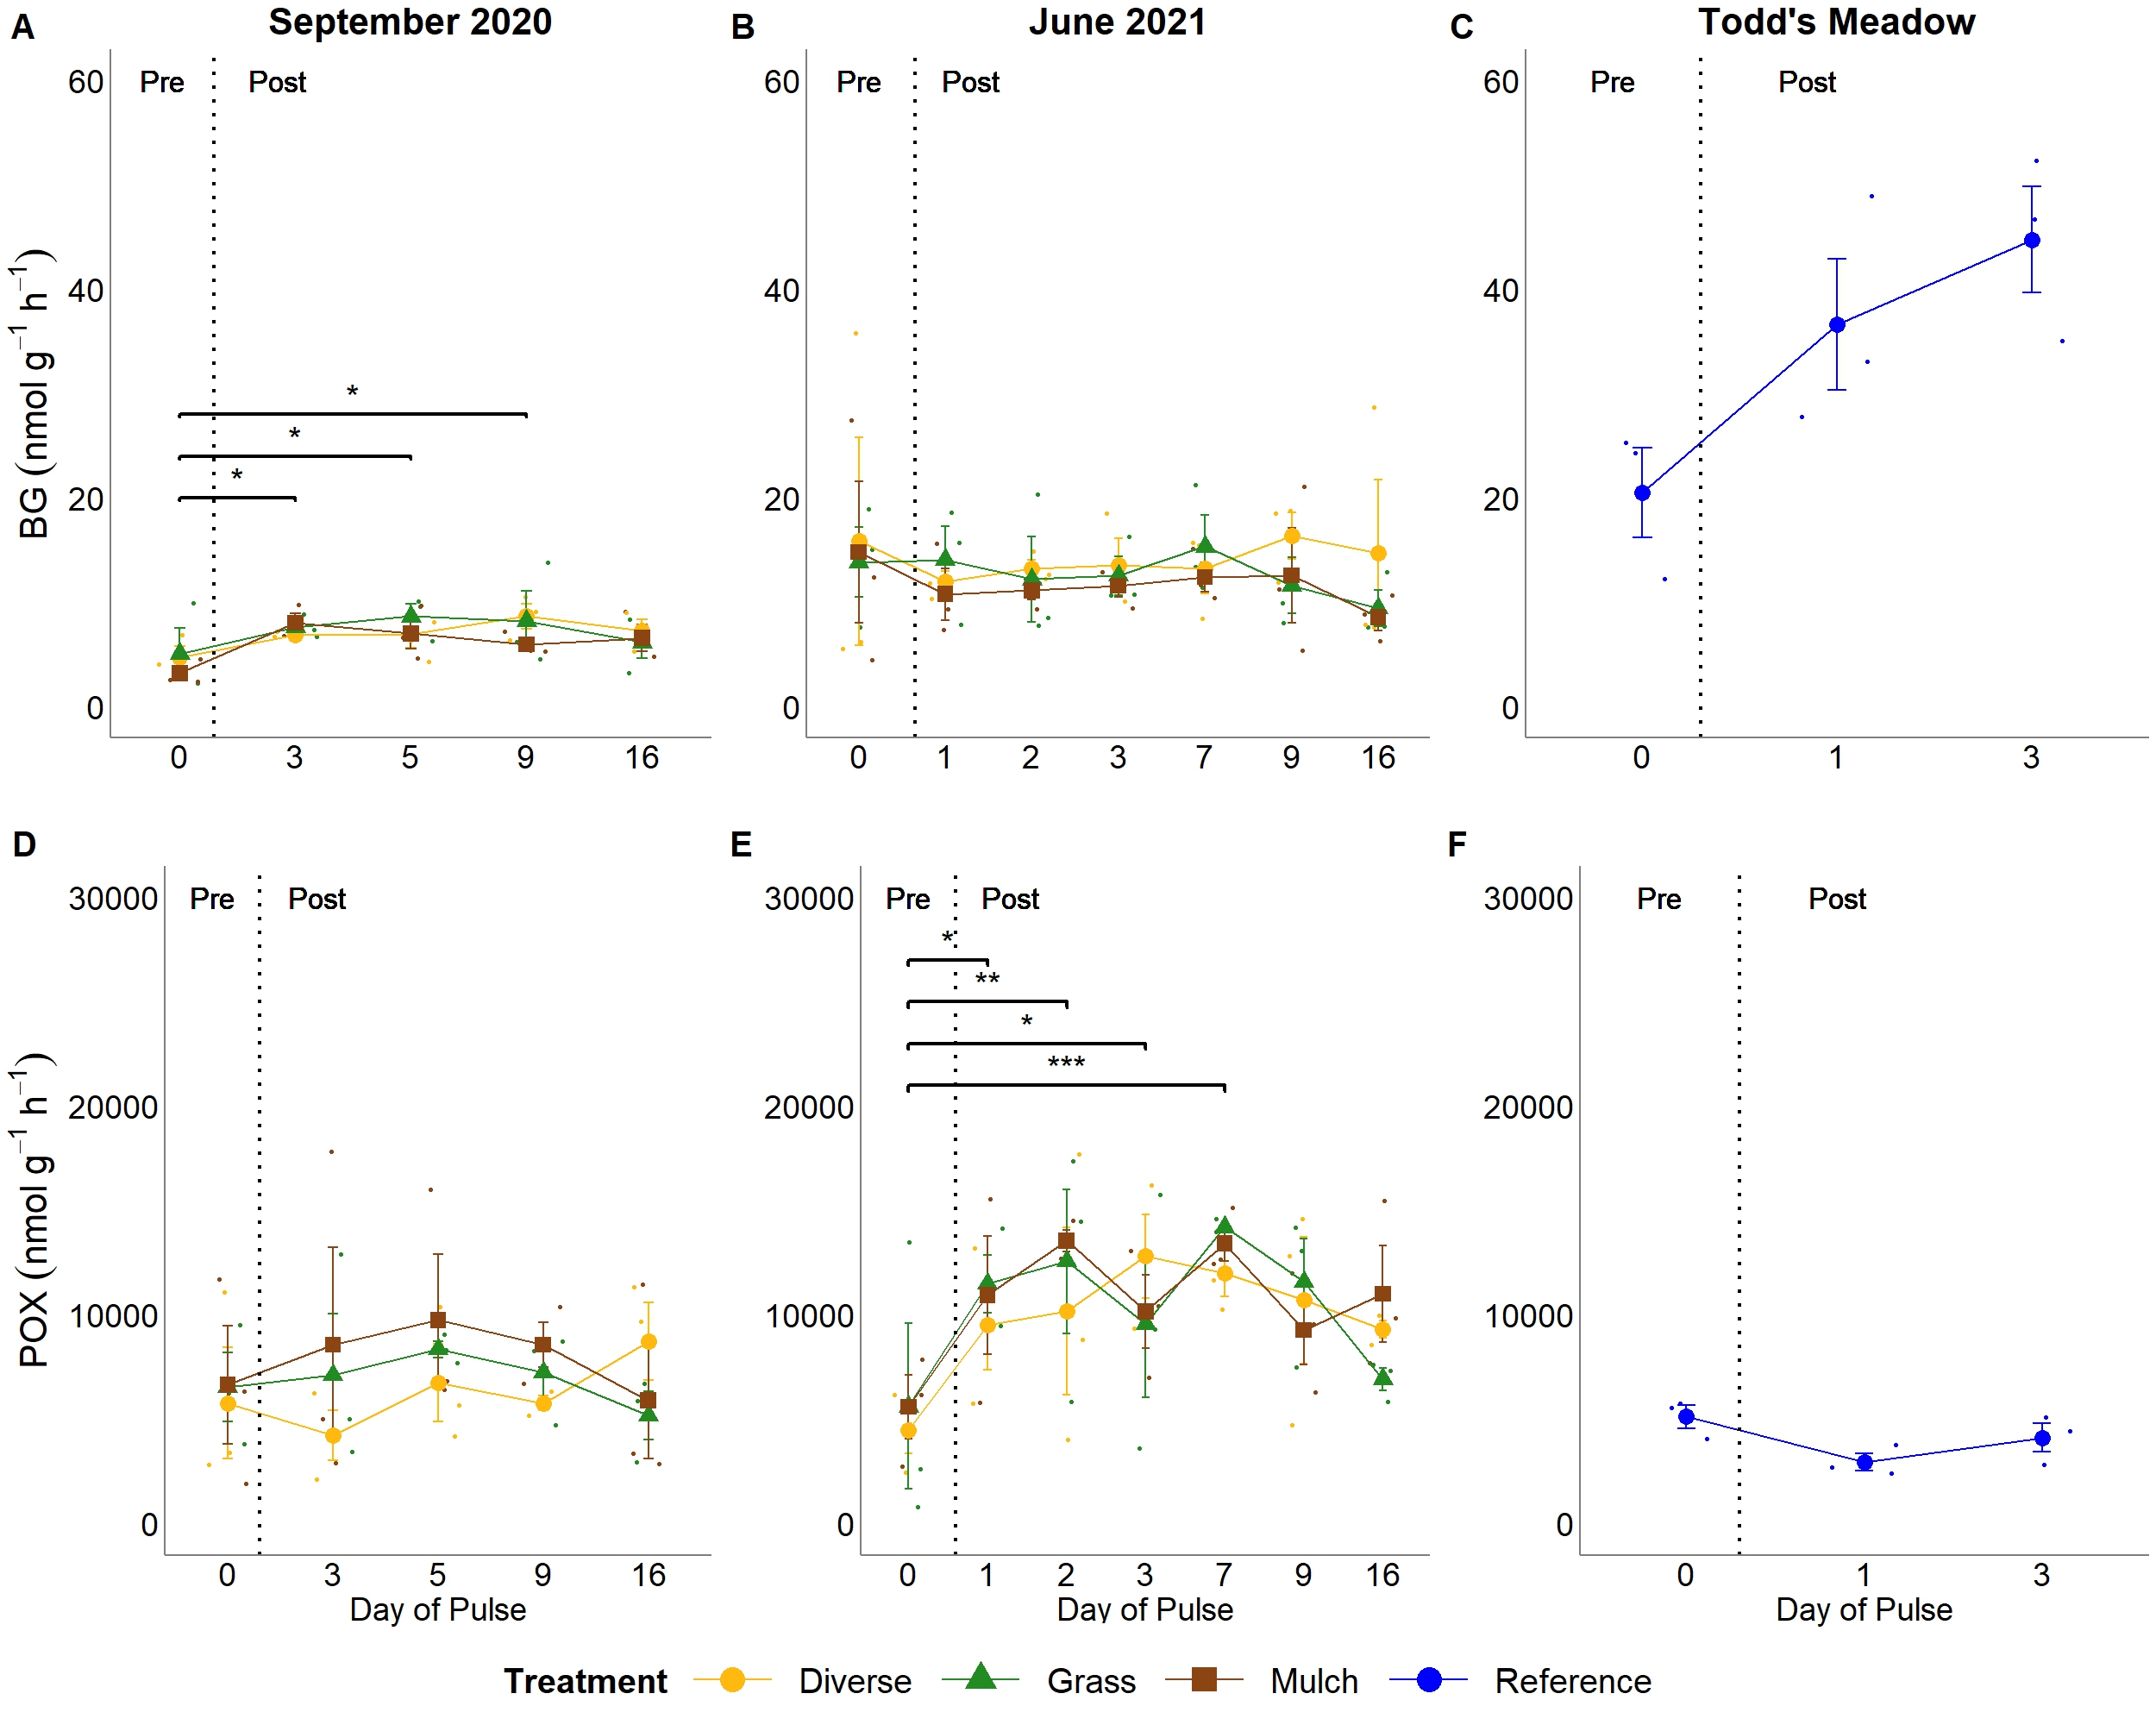 A September 2020 B June 2021 C Todd's Meadow
60 Pre Post 60 Pre Post 60 Pre Post
BG (nmol g⁻¹ h⁻¹)
40 40 40
*
*
*
20 20 20
0 0 0
0 3 5 9 16 0 1 2 3 7 9 16 0 1 3
D E F
30000 Pre Post 30000 Pre Post 30000 Pre Post
*
**
*
***
POX (nmol g⁻¹ h⁻¹)
20000 20000 20000
10000 10000 10000
0 0 0
0 3 5 9 16 0 1 2 3 7 9 16 0 1 3
Day of Pulse Day of Pulse Day of Pulse
Treatment Diverse Grass Mulch Reference